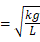 = √(kg/L)